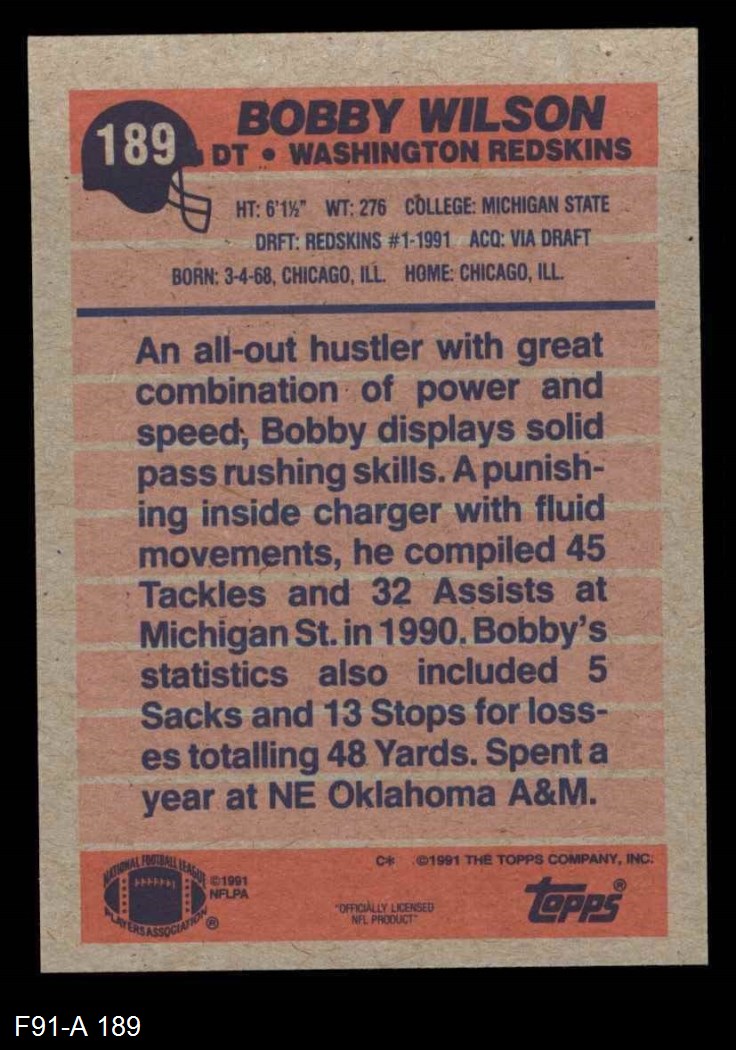 189
BOBBY WILSON
DT • WASHINGTON REDSKINS
HT: 6'1½" WT: 276 COLLEGE: MICHIGAN STATE
DRFT: REDSKINS #1-1991 ACQ: VIA DRAFT
BORN: 3-4-68, CHICAGO, ILL. HOME: CHICAGO, ILL.
An all-out hustler with great
combination of power and
speed, Bobby displays solid
pass rushing skills. A punish-
ing inside charger with fluid
movements, he compiled 45
Tackles and 32 Assists at
Michigan St. in 1990. Bobby's
statistics also included 5
Sacks and 13 Stops for loss-
es totalling 48 Yards. Spent a
year at NE Oklahoma A&M.
C* ©1991 THE TOPPS COMPANY, INC.
NATIONAL FOOTBALL LEAGUE
PLAYERS ASSOCIATION ®
©1991
NFLPA
"OFFICIALLY LICENSED
NFL PRODUCT"
topps®
F91-A 189